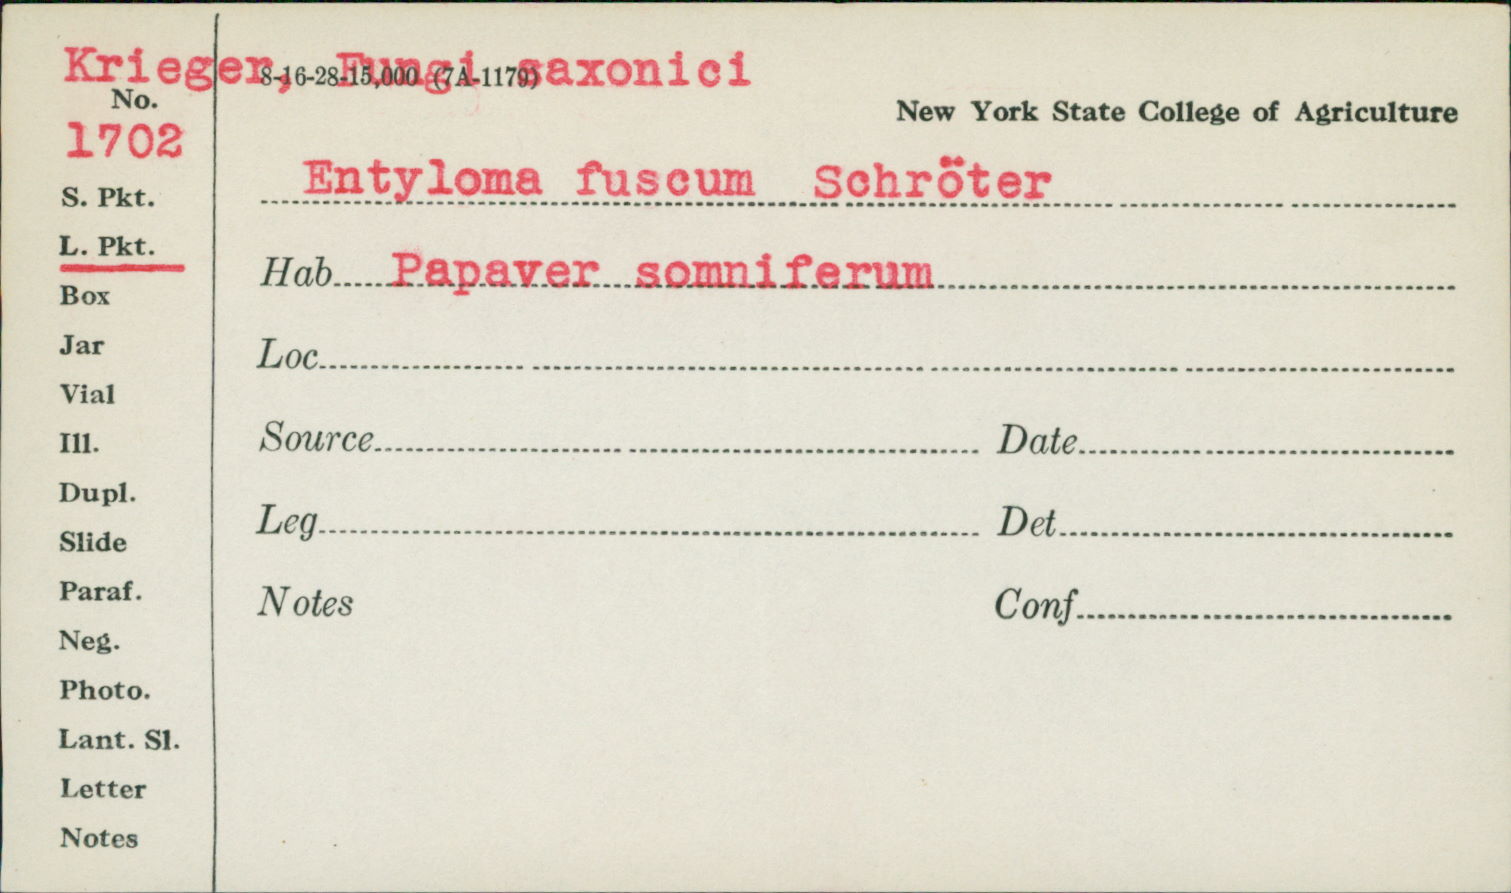 Krieger, Fungi saxonici
8-16-28-15,000 (7A-1179)
No.
New York State College of Agriculture
1702
Entyloma fuscum Schröter
S. Pkt.
L. Pkt.
Hab. Papaver somniferum
Box
Jar
Loc.
Vial
Ill.
Source Date
Dupl.
Slide
Leg. Det.
Paraf.
Notes Conf.
Neg.
Photo.
Lant. Sl.
Letter
Notes